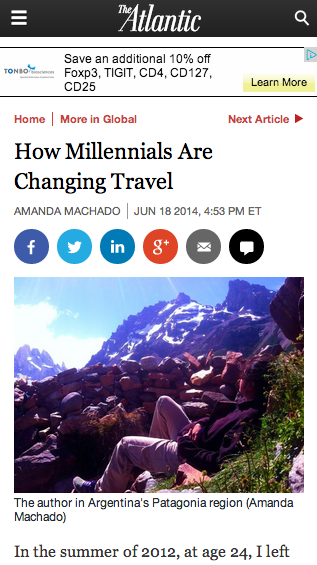 The Atlantic
TONBO
Save an additional 10% off
Foxp3, TIGIT, CD4, CD127,
CD25
Learn More
Home | More in Global
Next Article
How Millennials Are
Changing Travel
AMANDA MACHADO | JUN 18 2014, 4:53 PM ET
f
in
g+
The author in Argentina's Patagonia region (Amanda
Machado)
In the summer of 2012, at age 24, I left